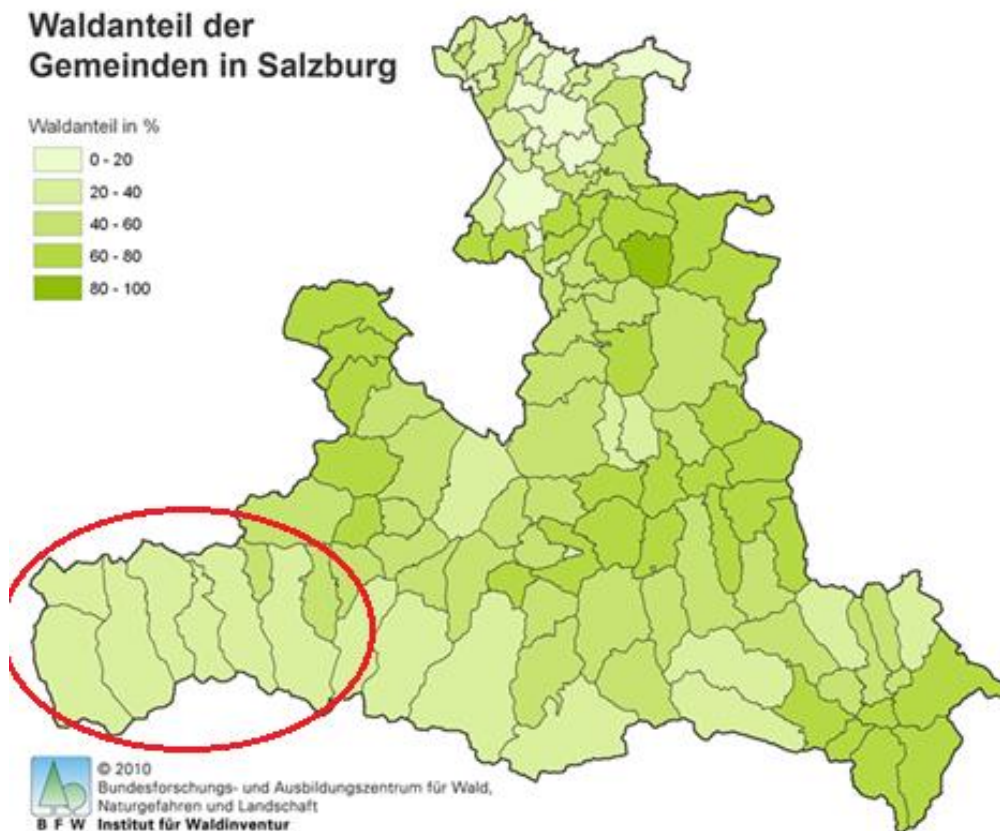 Waldanteil der
Gemeinden in Salzburg
Waldanteil in %
0 - 20
20 - 40
40 - 60
60 - 80
80 - 100
© 2010
Bundesforschungs- und Ausbildungszentrum für Wald,
Naturgefahren und Landschaft
BFW Institut für Waldinventur